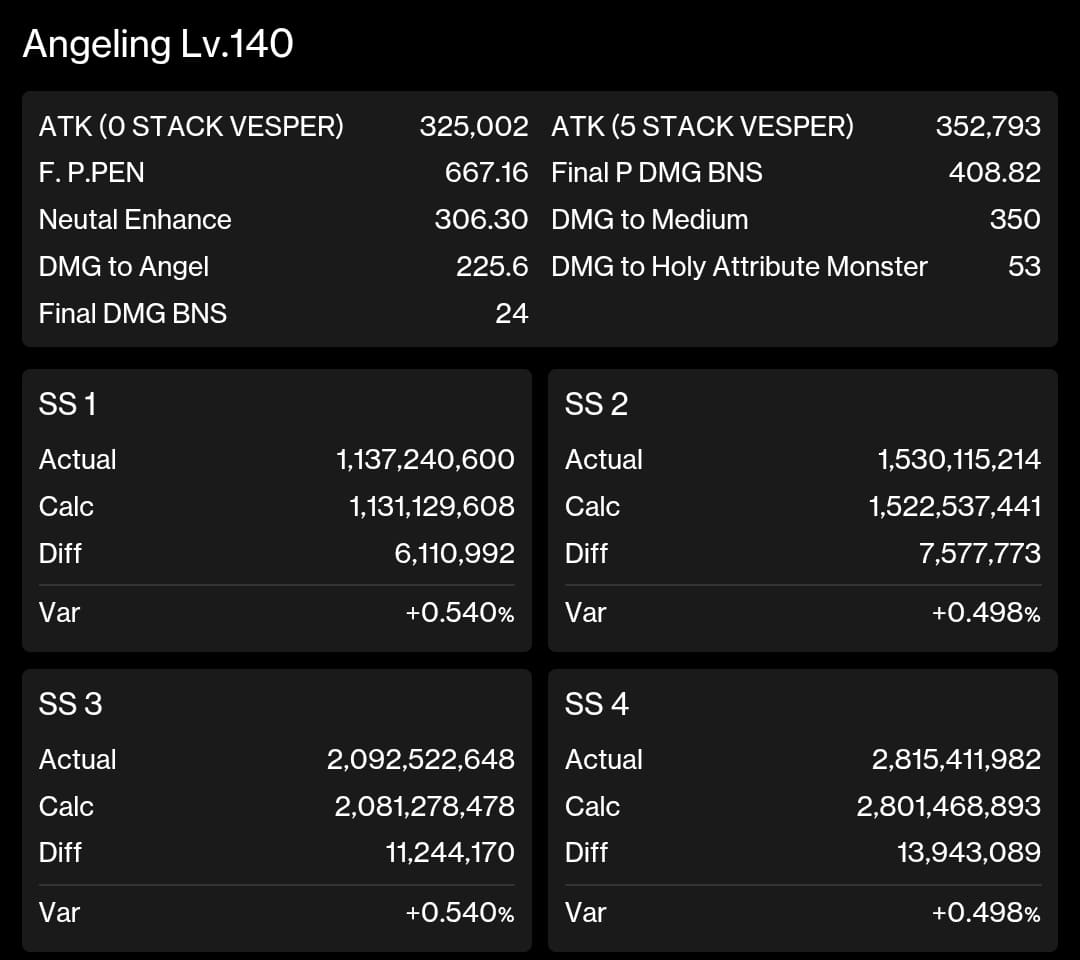 Angeling Lv.140
ATK (0 STACK VESPER) 325,002 ATK (5 STACK VESPER) 352,793
F. P.PEN 667.16 Final P DMG BNS 408.82
Neutal Enhance 306.30 DMG to Medium 350
DMG to Angel 225.6 DMG to Holy Attribute Monster 53
Final DMG BNS 24
SS 1
Actual 1,137,240,600
Calc 1,131,129,608
Diff 6,110,992
Var +0.540%
SS 2
Actual 1,530,115,214
Calc 1,522,537,441
Diff 7,577,773
Var +0.498%
SS 3
Actual 2,092,522,648
Calc 2,081,278,478
Diff 11,244,170
Var +0.540%
SS 4
Actual 2,815,411,982
Calc 2,801,468,893
Diff 13,943,089
Var +0.498%